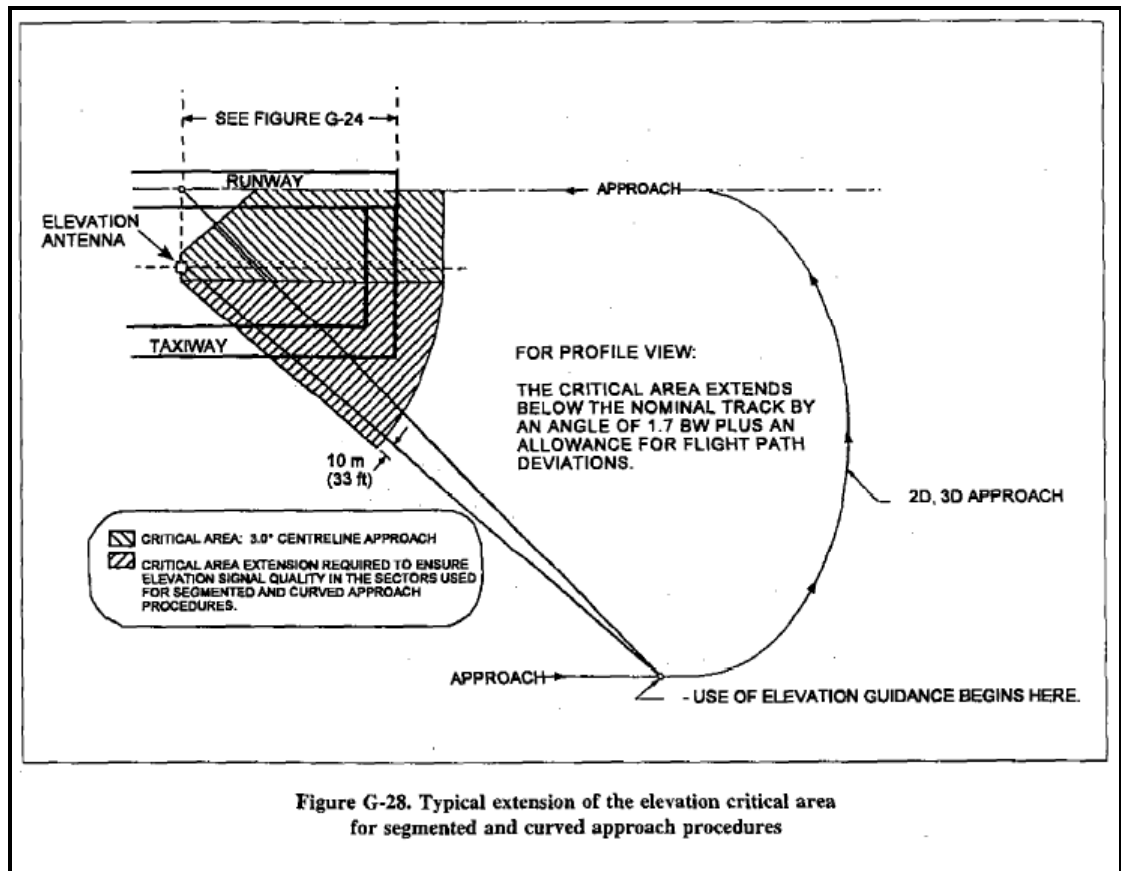 SEE FIGURE G-24
RUNWAY
APPROACH
ELEVATION
ANTENNA
TAXIWAY
FOR PROFILE VIEW:
THE CRITICAL AREA EXTENDS
BELOW THE NOMINAL TRACK BY
AN ANGLE OF 1.7 BW PLUS AN
ALLOWANCE FOR FLIGHT PATH
DEVIATIONS.
10 m
(33 ft)
2D, 3D APPROACH
CRITICAL AREA: 3.0° CENTRELINE APPROACH
CRITICAL AREA EXTENSION REQUIRED TO ENSURE
ELEVATION SIGNAL QUALITY IN THE SECTORS USED
FOR SEGMENTED AND CURVED APPROACH
PROCEDURES.
APPROACH
- USE OF ELEVATION GUIDANCE BEGINS HERE.
Figure G-28. Typical extension of the elevation critical area
for segmented and curved approach procedures